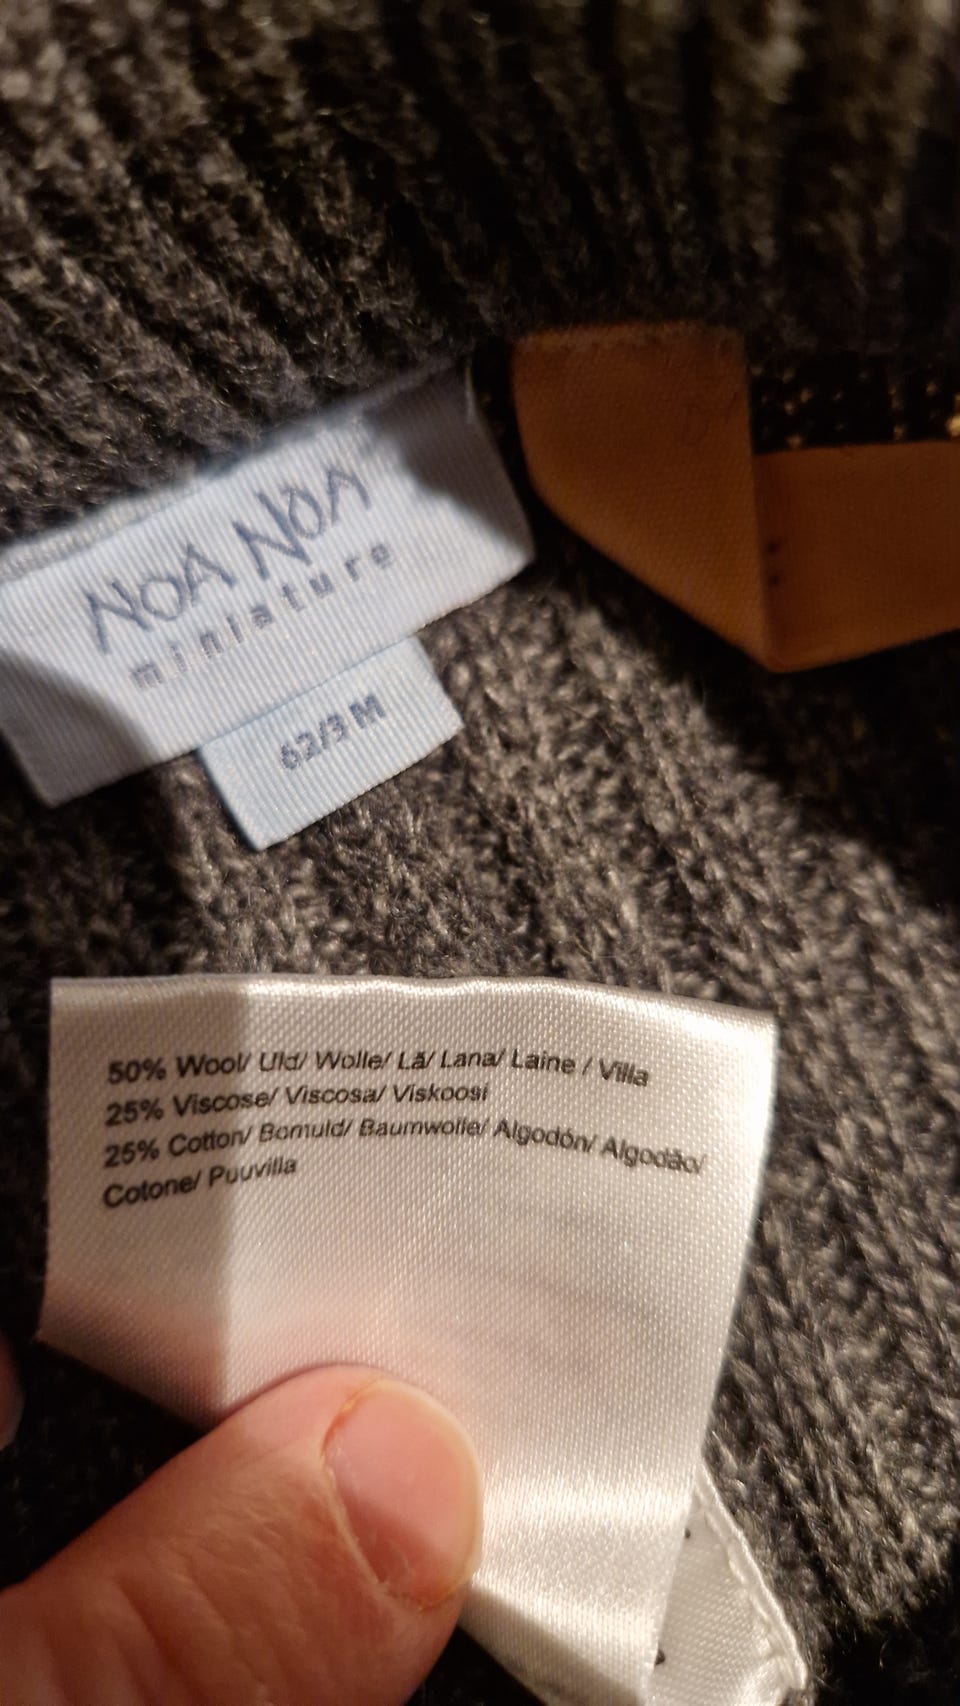 NOA NOA
miniature
62/3 M
50% Wool/ Uld/ Wolle/ Lã/ Lana/ Laine / Villa
25% Viscose/ Viscosa/ Viskoosi
25% Cotton/ Bomuld/ Baumwolle/ Algodón/ Algodão/
Cotone/ Puuvilla